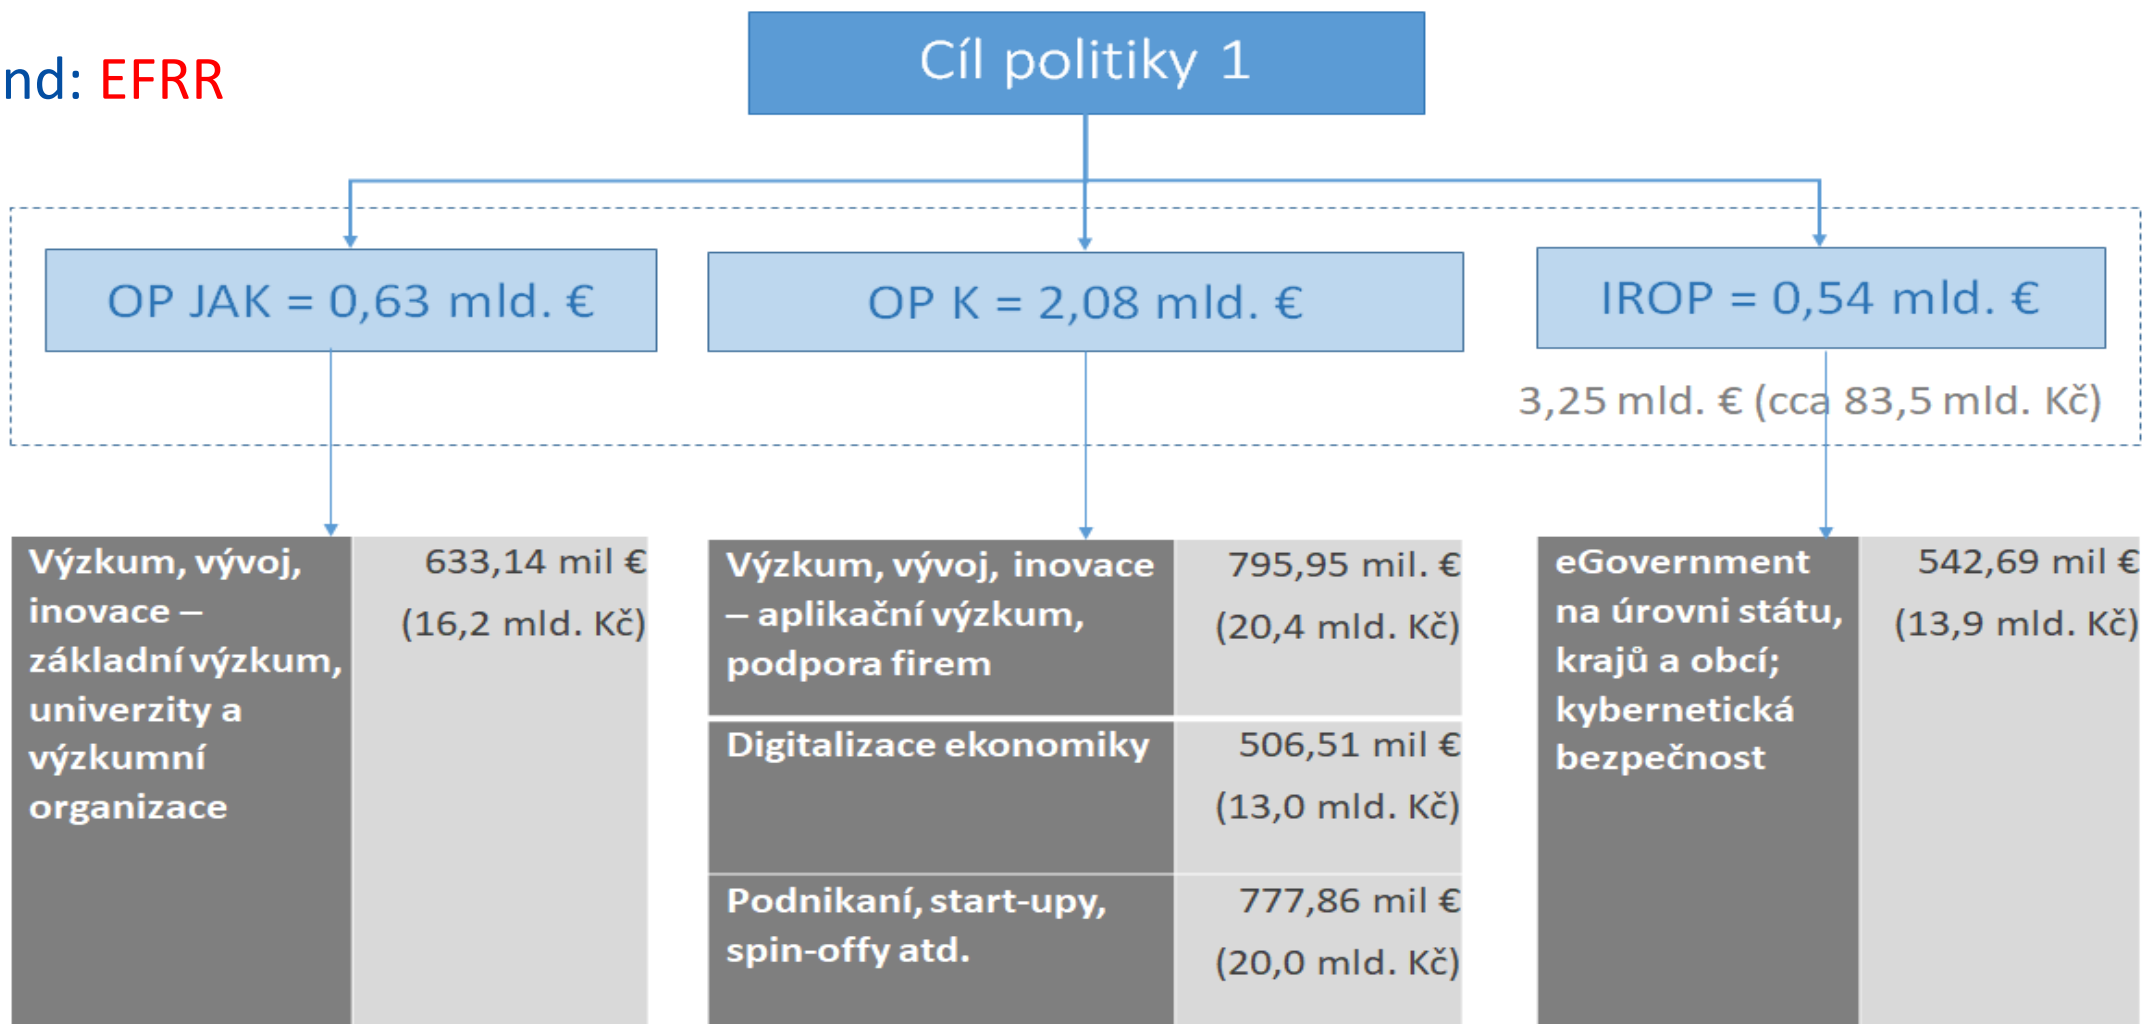 nd: EFRR
Cíl politiky 1
OP JAK = 0,63 mld. €
OP K = 2,08 mld. €
IROP = 0,54 mld. €
3,25 mld. € (cca 83,5 mld. Kč)
Výzkum, vývoj,
inovace –
základní výzkum,
univerzity a
výzkumní
organizace
633,14 mil €
(16,2 mld. Kč)
Výzkum, vývoj, inovace
– aplikační výzkum,
podpora firem
795,95 mil. €
(20,4 mld. Kč)
Digitalizace ekonomiky
506,51 mil €
(13,0 mld. Kč)
Podnikaní, start-upy,
spin-offy atd.
777,86 mil €
(20,0 mld. Kč)
eGovernment
na úrovni státu,
krajů a obcí;
kybernetická
bezpečnost
542,69 mil €
(13,9 mld. Kč)